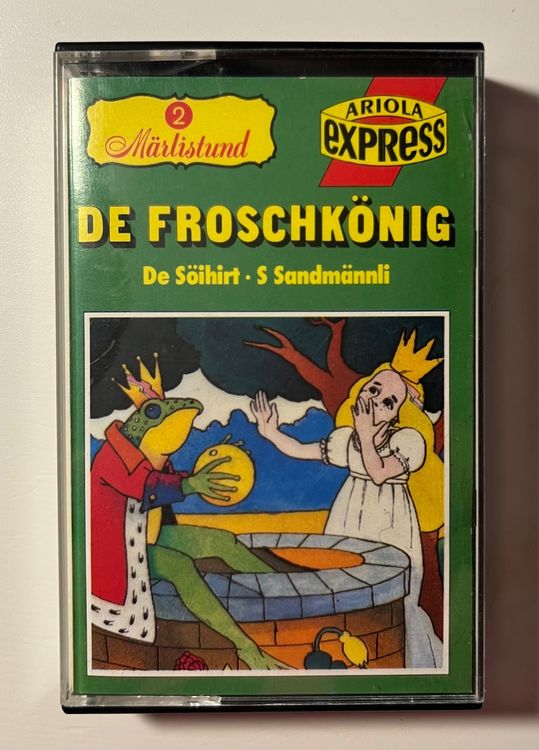 2
Märlistund
ARIOLA
EXPRESS
DE FROSCHKÖNIG
De Söihirt · S Sandmännli